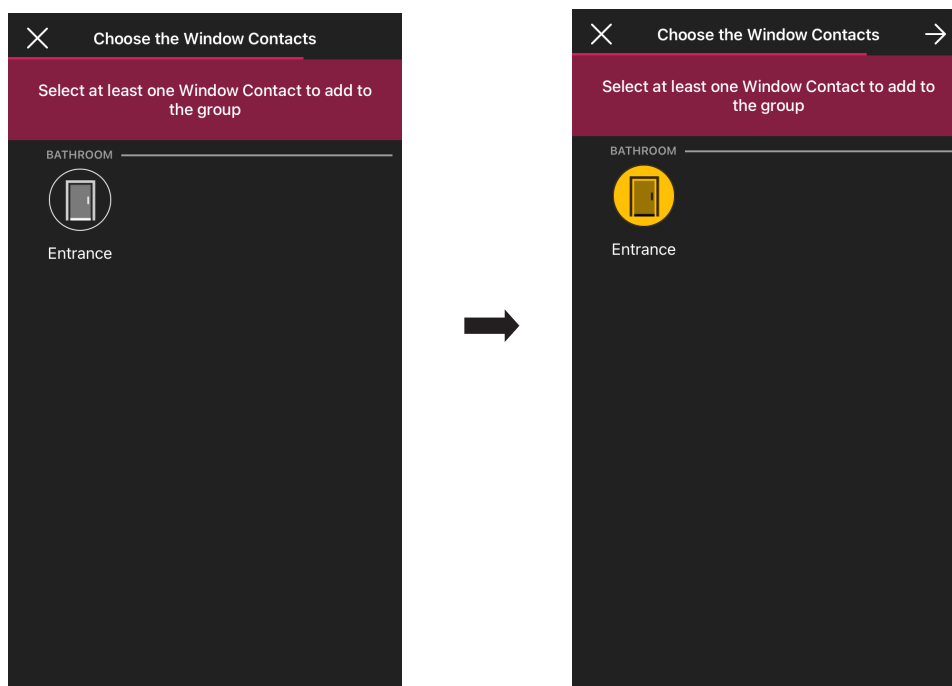 Choose the Window Contacts
Select at least one Window Contact to add to
the group
BATHROOM
Entrance
Choose the Window Contacts
Select at least one Window Contact to add to
the group
BATHROOM
Entrance